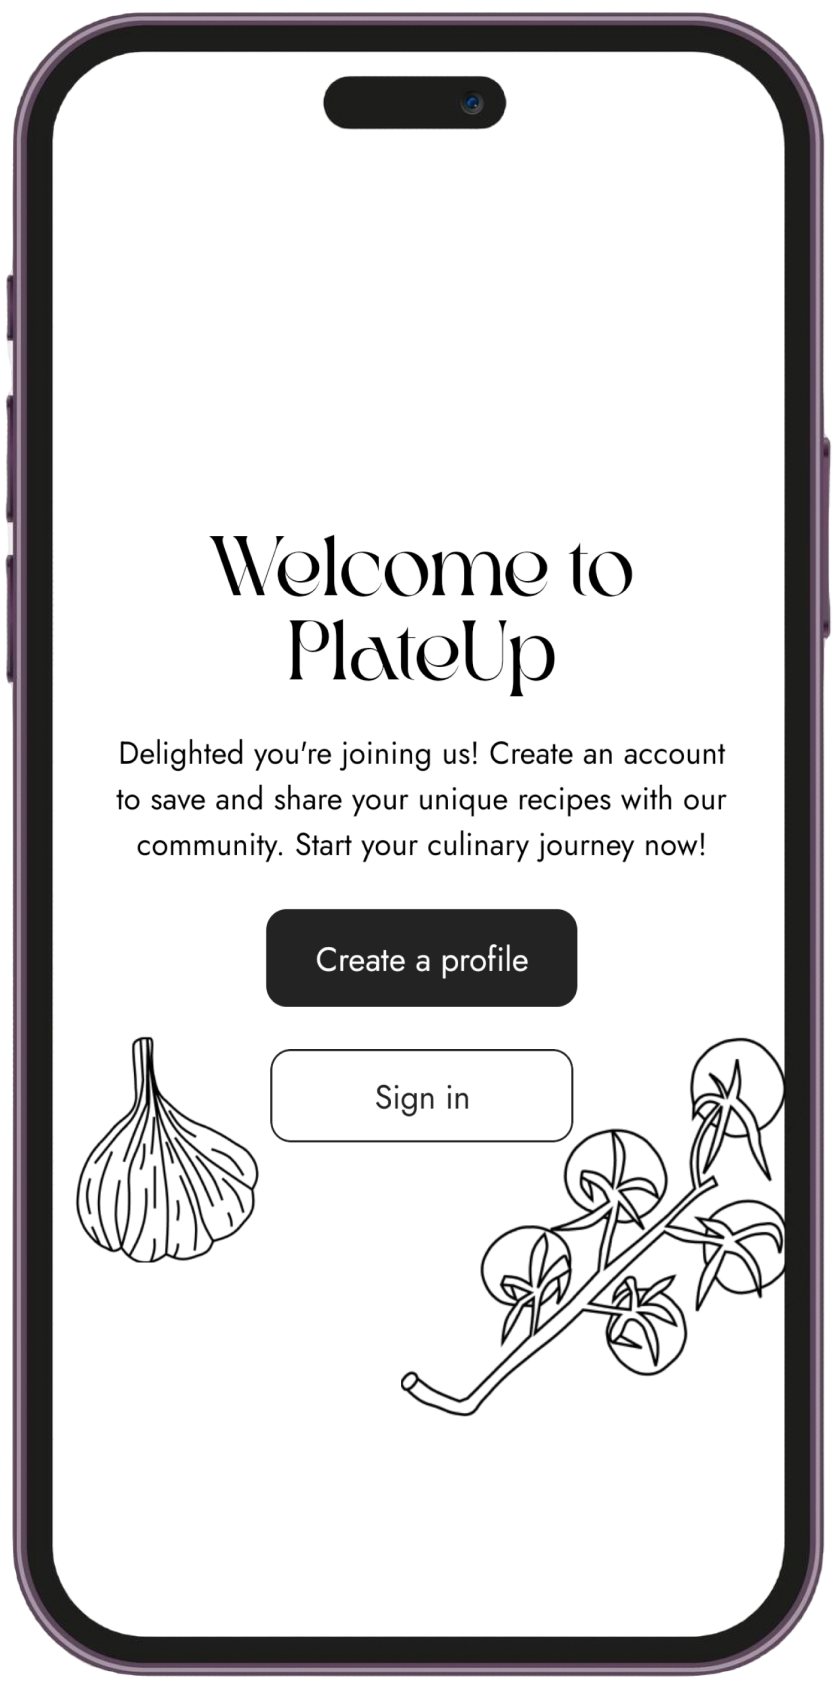 Welcome to
PlateUp
Delighted you're joining us! Create an account
to save and share your unique recipes with our
community. Start your culinary journey now!
Create a profile
Sign in